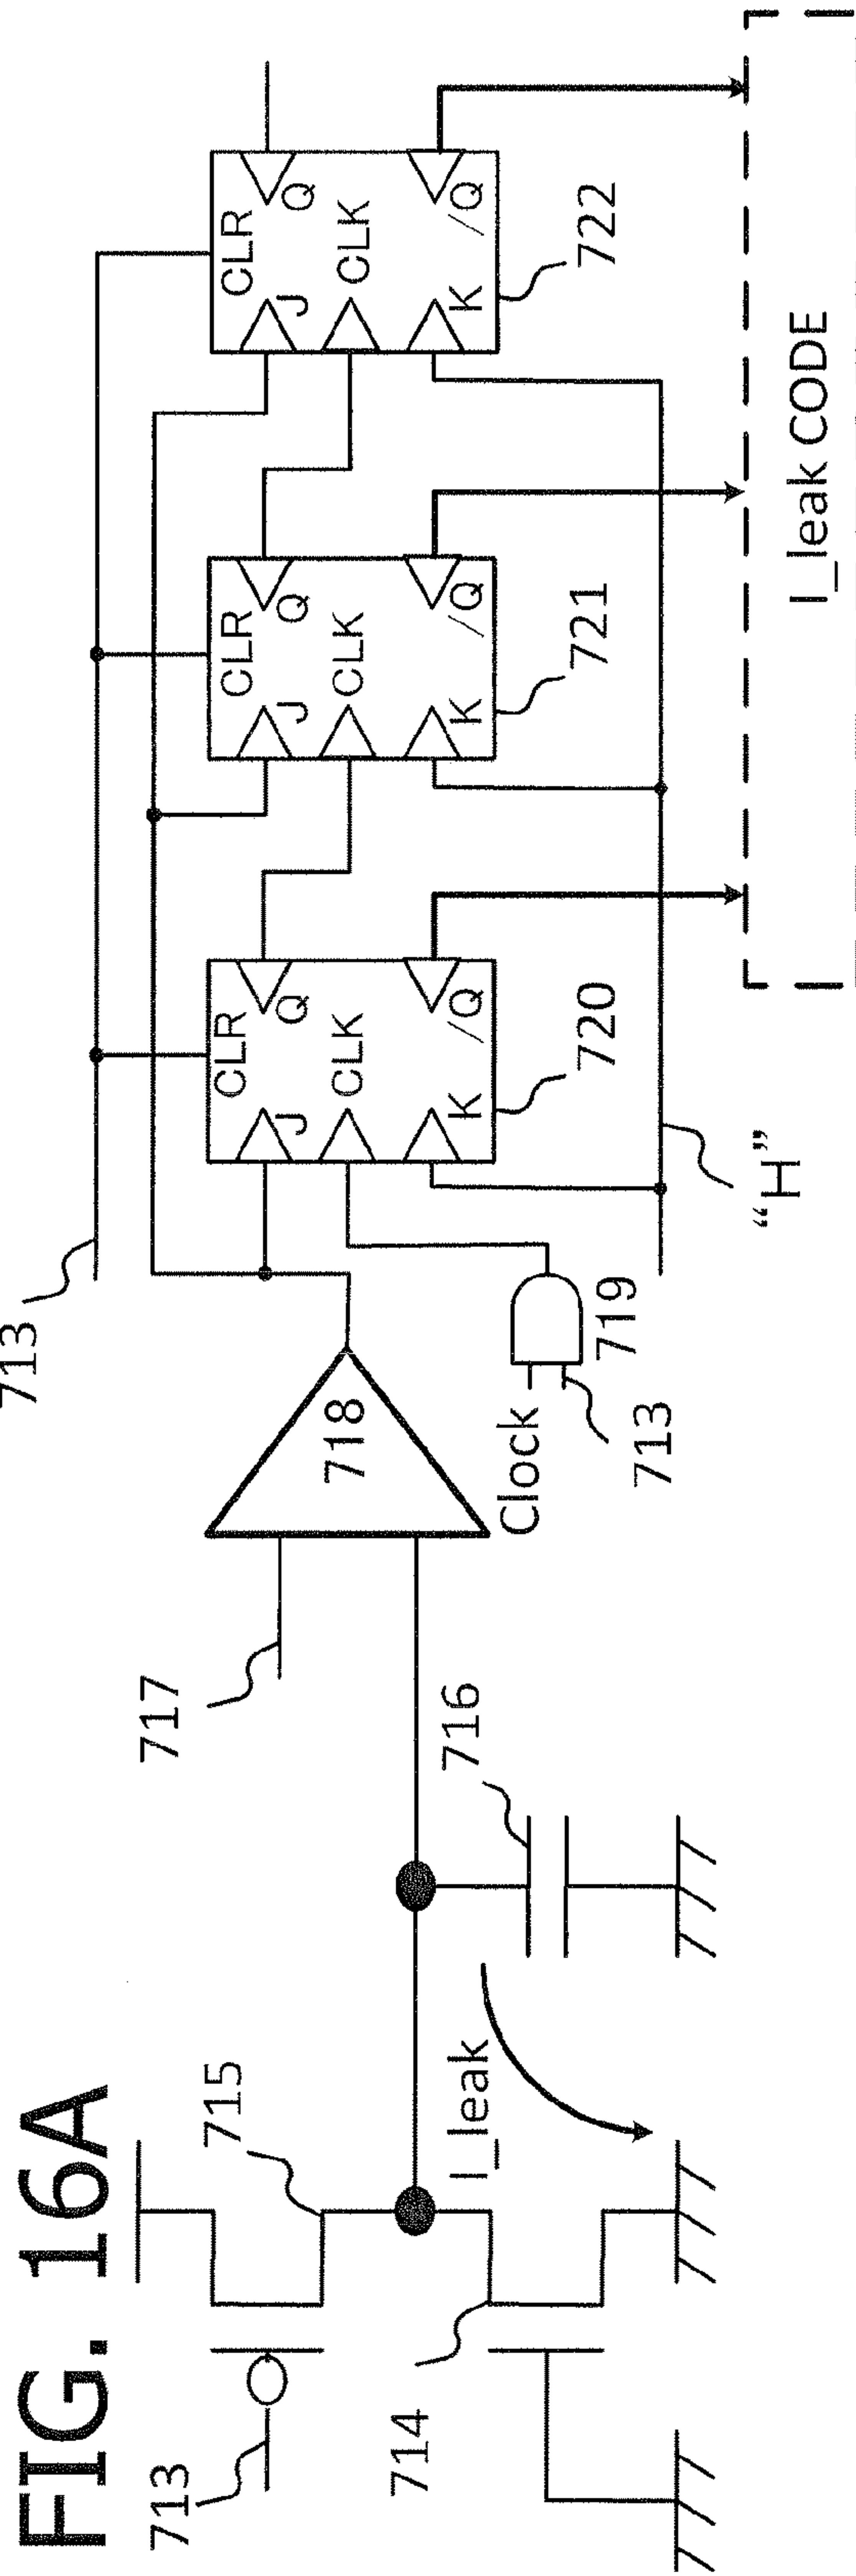 FIG. 16A
713
715
714
I_leak
716
717
718
Clock
713
719
713
CLR
J
Q
CLK
K
/Q
720
CLR
J
Q
CLK
K
/Q
721
CLR
J
Q
CLK
K
/Q
722
“H”
I_leak CODE